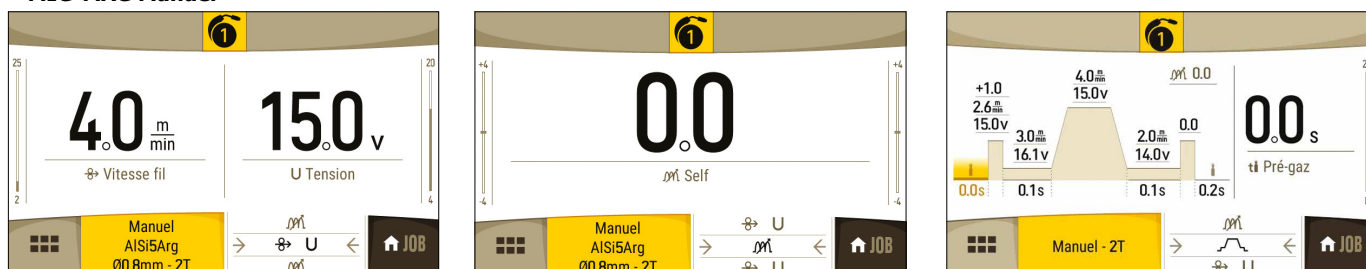 1
25
20
4.0 m/min
15.0 v
Vitesse fil
U Tension
2
4
Manuel
AlSi5Arg
Ø0.8mm - 2T
U
JOB
1
+4
+4
0.0
Self
-4
-4
Manuel
AlSi5Arg
Ø0.8mm - 2T
U
JOB
1
4.0 m/min
15.0v
0.0
+1.0
2.6 m/min
15.0v
3.0 m/min
16.1v
2.0 m/min
14.0v
0.0
0.0s
0.1s
0.1s
0.2s
0.0 s
t Pré-gaz
Manuel - 2T
U
JOB